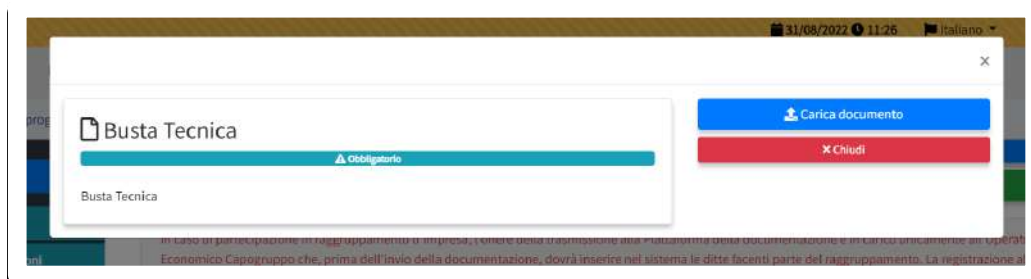 31/08/2022 11:26 Italiano
×
Busta Tecnica
Obbligatorio
Busta Tecnica
Carica documento
Chiudi
prog
in caso di partecipazione in raggruppamento d'impresa, l'onere della trasmissione alla Piattaforma della documentazione è in carico unicamente all'Operat
oni
Economico Capogruppo che, prima dell'invio della documentazione, dovrà inserire nel sistema le ditte facenti parte del raggruppamento. La registrazione a